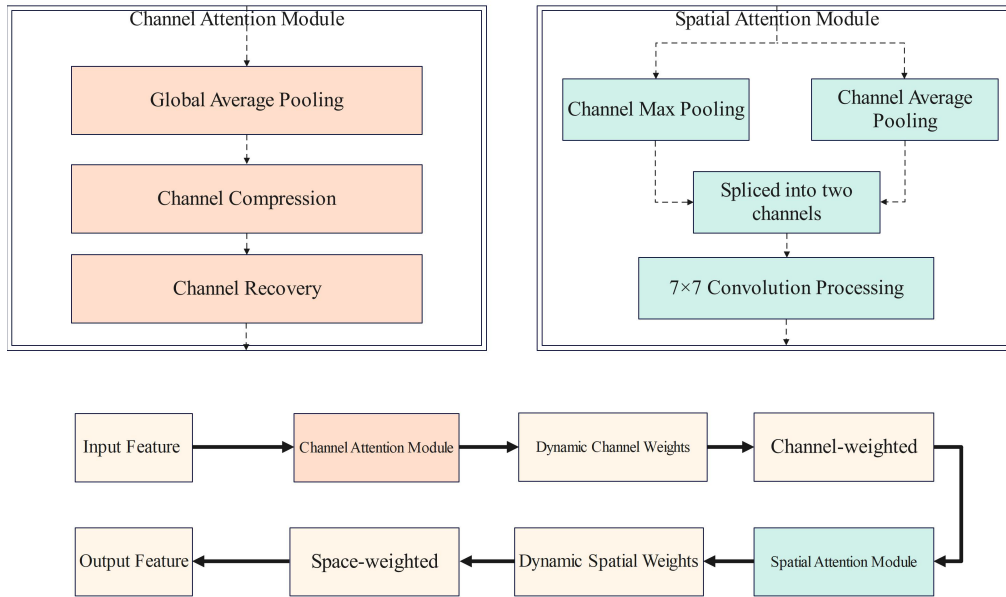 Channel Attention Module
Global Average Pooling
Channel Compression
Channel Recovery
Spatial Attention Module
Channel Max Pooling
Channel Average
Pooling
Spliced into two
channels
7×7 Convolution Processing
Input Feature
Channel Attention Module
Dynamic Channel Weights
Channel-weighted
Spatial Attention Module
Dynamic Spatial Weights
Space-weighted
Output Feature